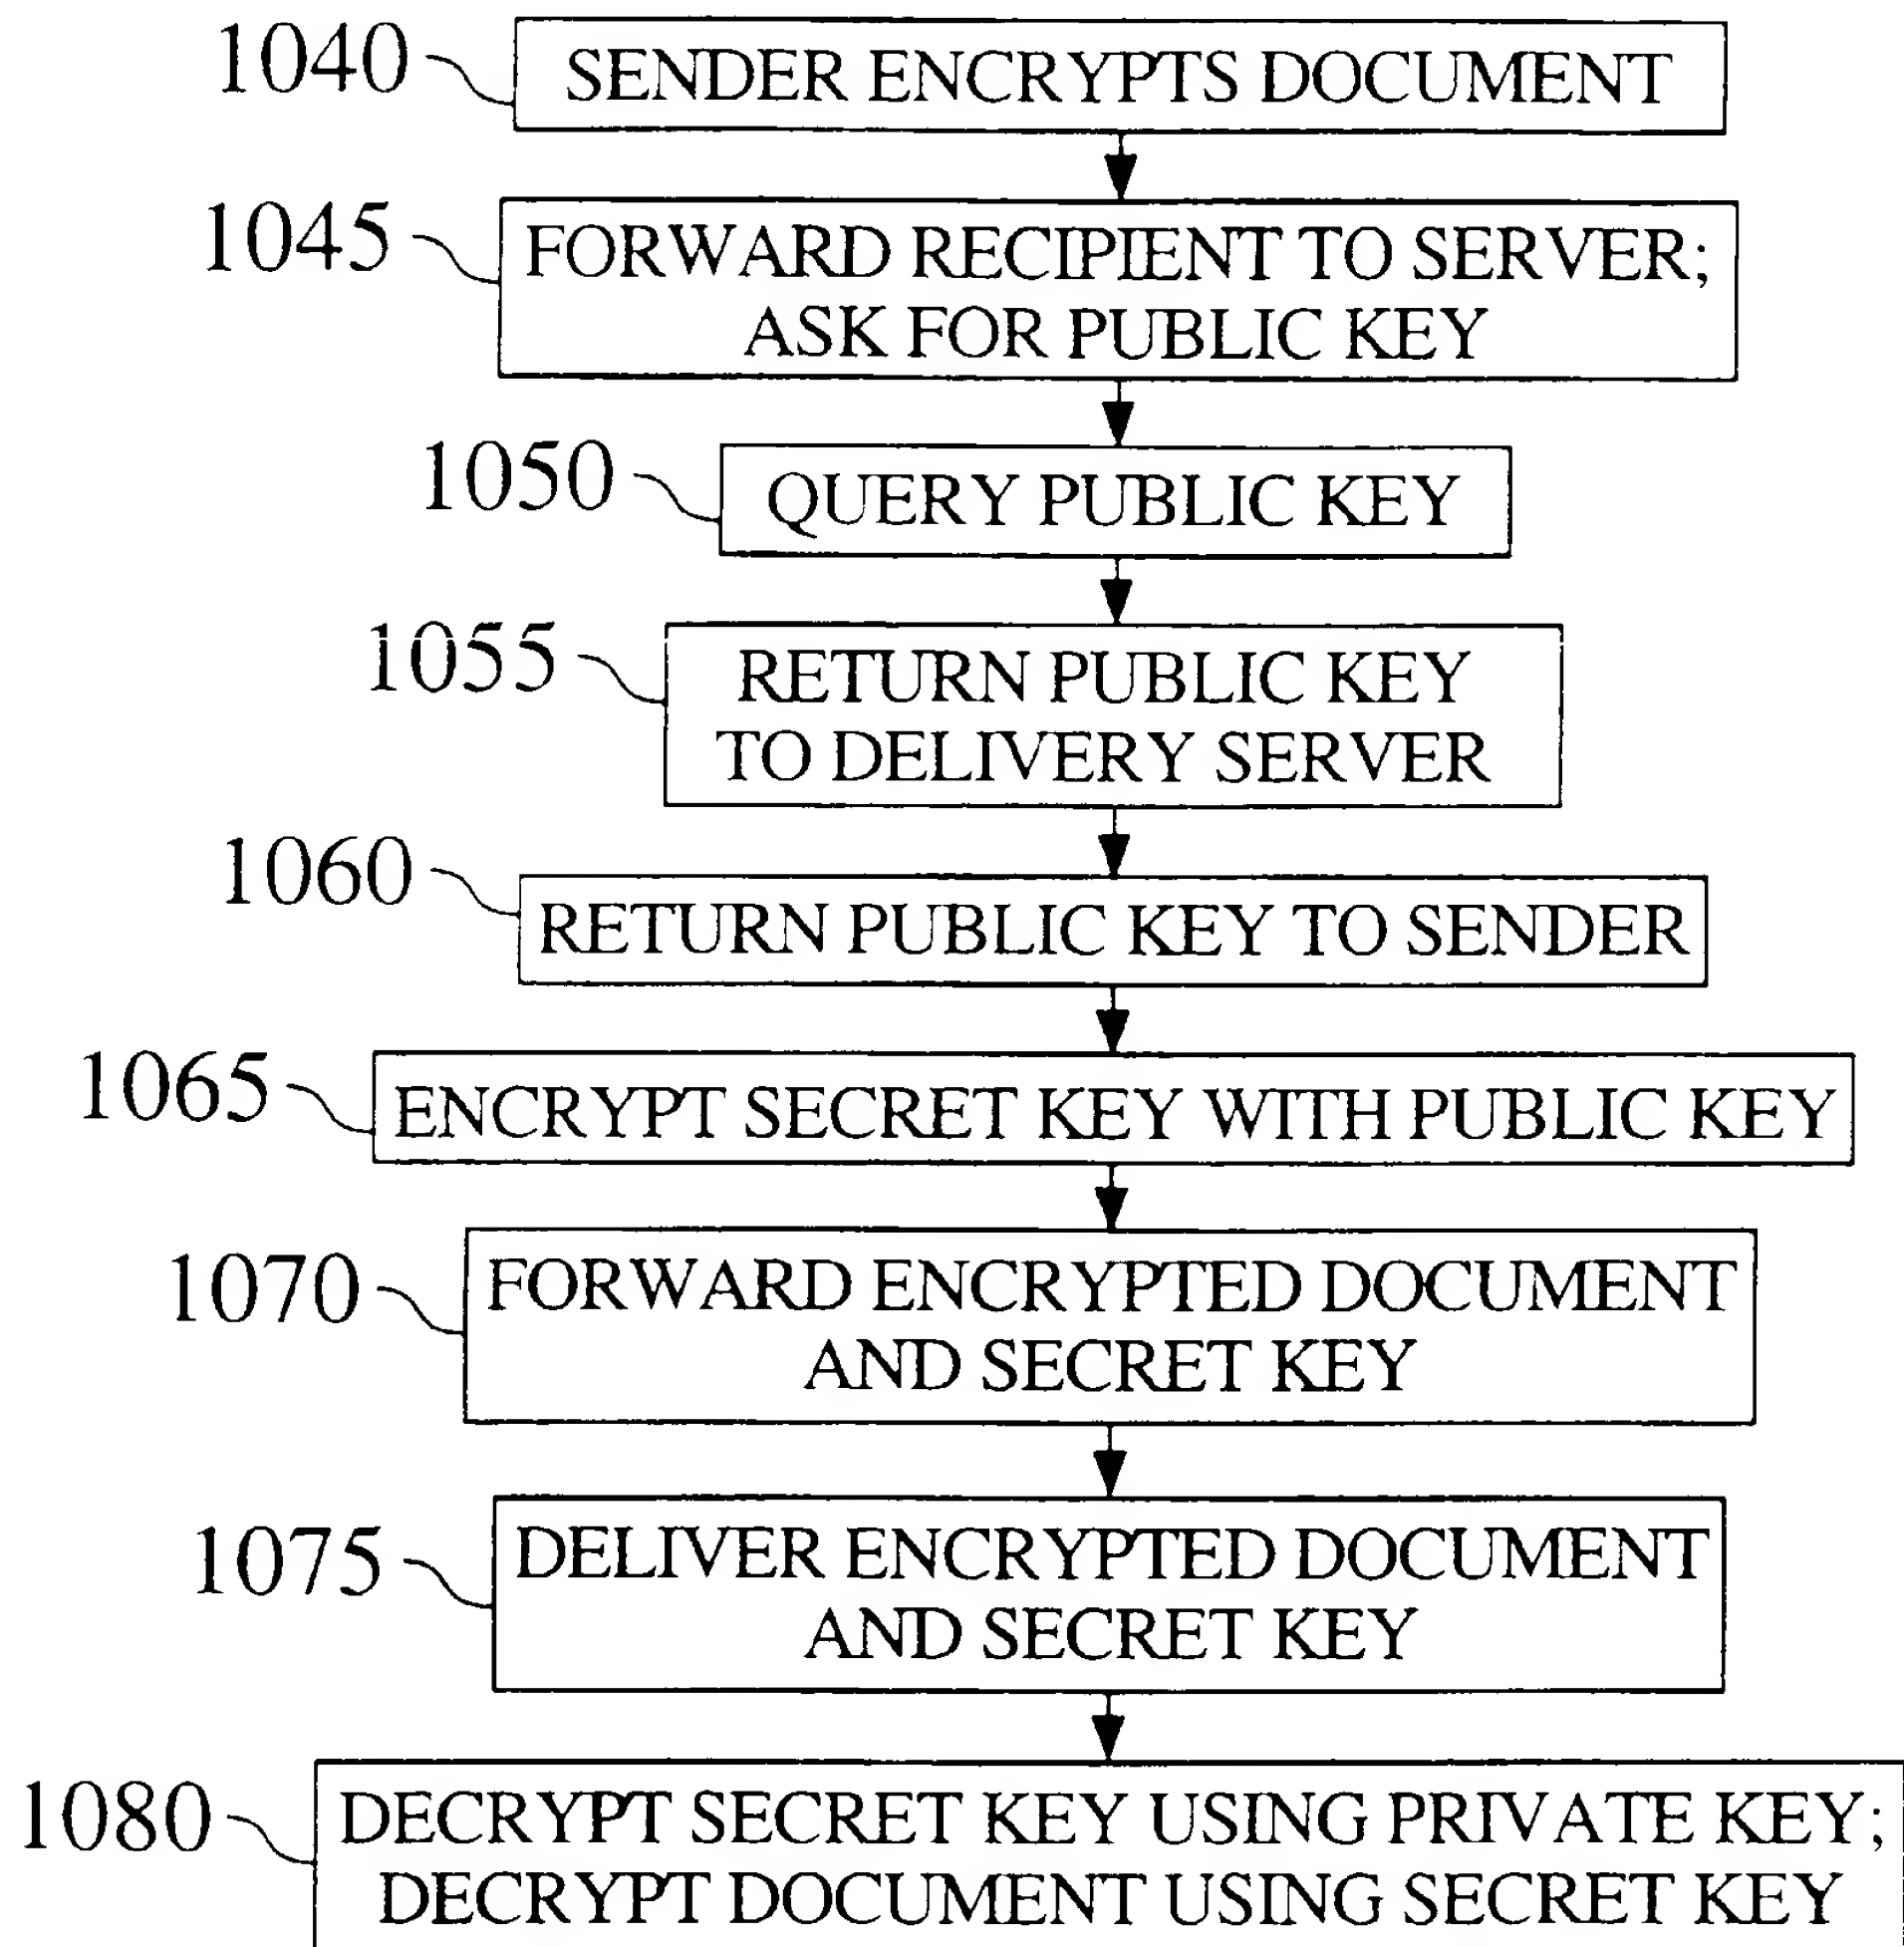 1040
SENDER ENCRYPTS DOCUMENT
1045
FORWARD RECIPIENT TO SERVER;
ASK FOR PUBLIC KEY
1050
QUERY PUBLIC KEY
1055
RETURN PUBLIC KEY
TO DELIVERY SERVER
1060
RETURN PUBLIC KEY TO SENDER
1065
ENCRYPT SECRET KEY WITH PUBLIC KEY
1070
FORWARD ENCRYPTED DOCUMENT
AND SECRET KEY
1075
DELIVER ENCRYPTED DOCUMENT
AND SECRET KEY
1080
DECRYPT SECRET KEY USING PRIVATE KEY;
DECRYPT DOCUMENT USING SECRET KEY